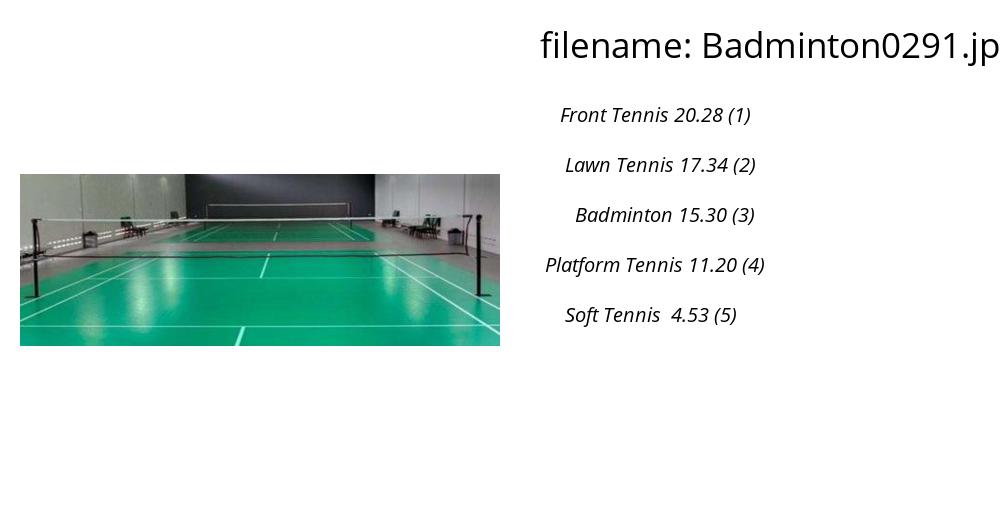 filename: Badminton0291.jp
Front Tennis 20.28 (1)
Lawn Tennis 17.34 (2)
Badminton 15.30 (3)
Platform Tennis 11.20 (4)
Soft Tennis 4.53 (5)